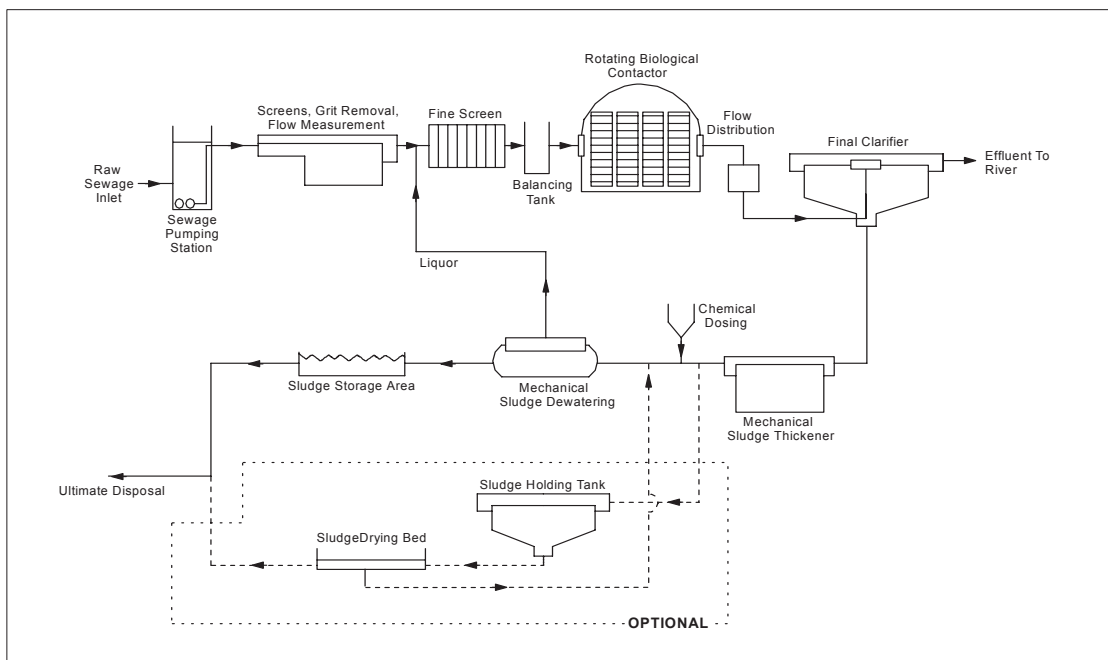 Rotating Biological
Contactor
Screens, Grit Removal,
Flow Measurement
Fine Screen
Flow
Distribution
Final Clarifier
Effluent To
River
Raw
Sewage
Inlet
Balancing
Tank
Sewage
Pumping
Station
Liquor
Chemical
Dosing
Sludge Storage Area
Mechanical
Sludge Dewatering
Mechanical
Sludge Thickener
Ultimate Disposal
Sludge Holding Tank
SludgeDrying Bed
OPTIONAL